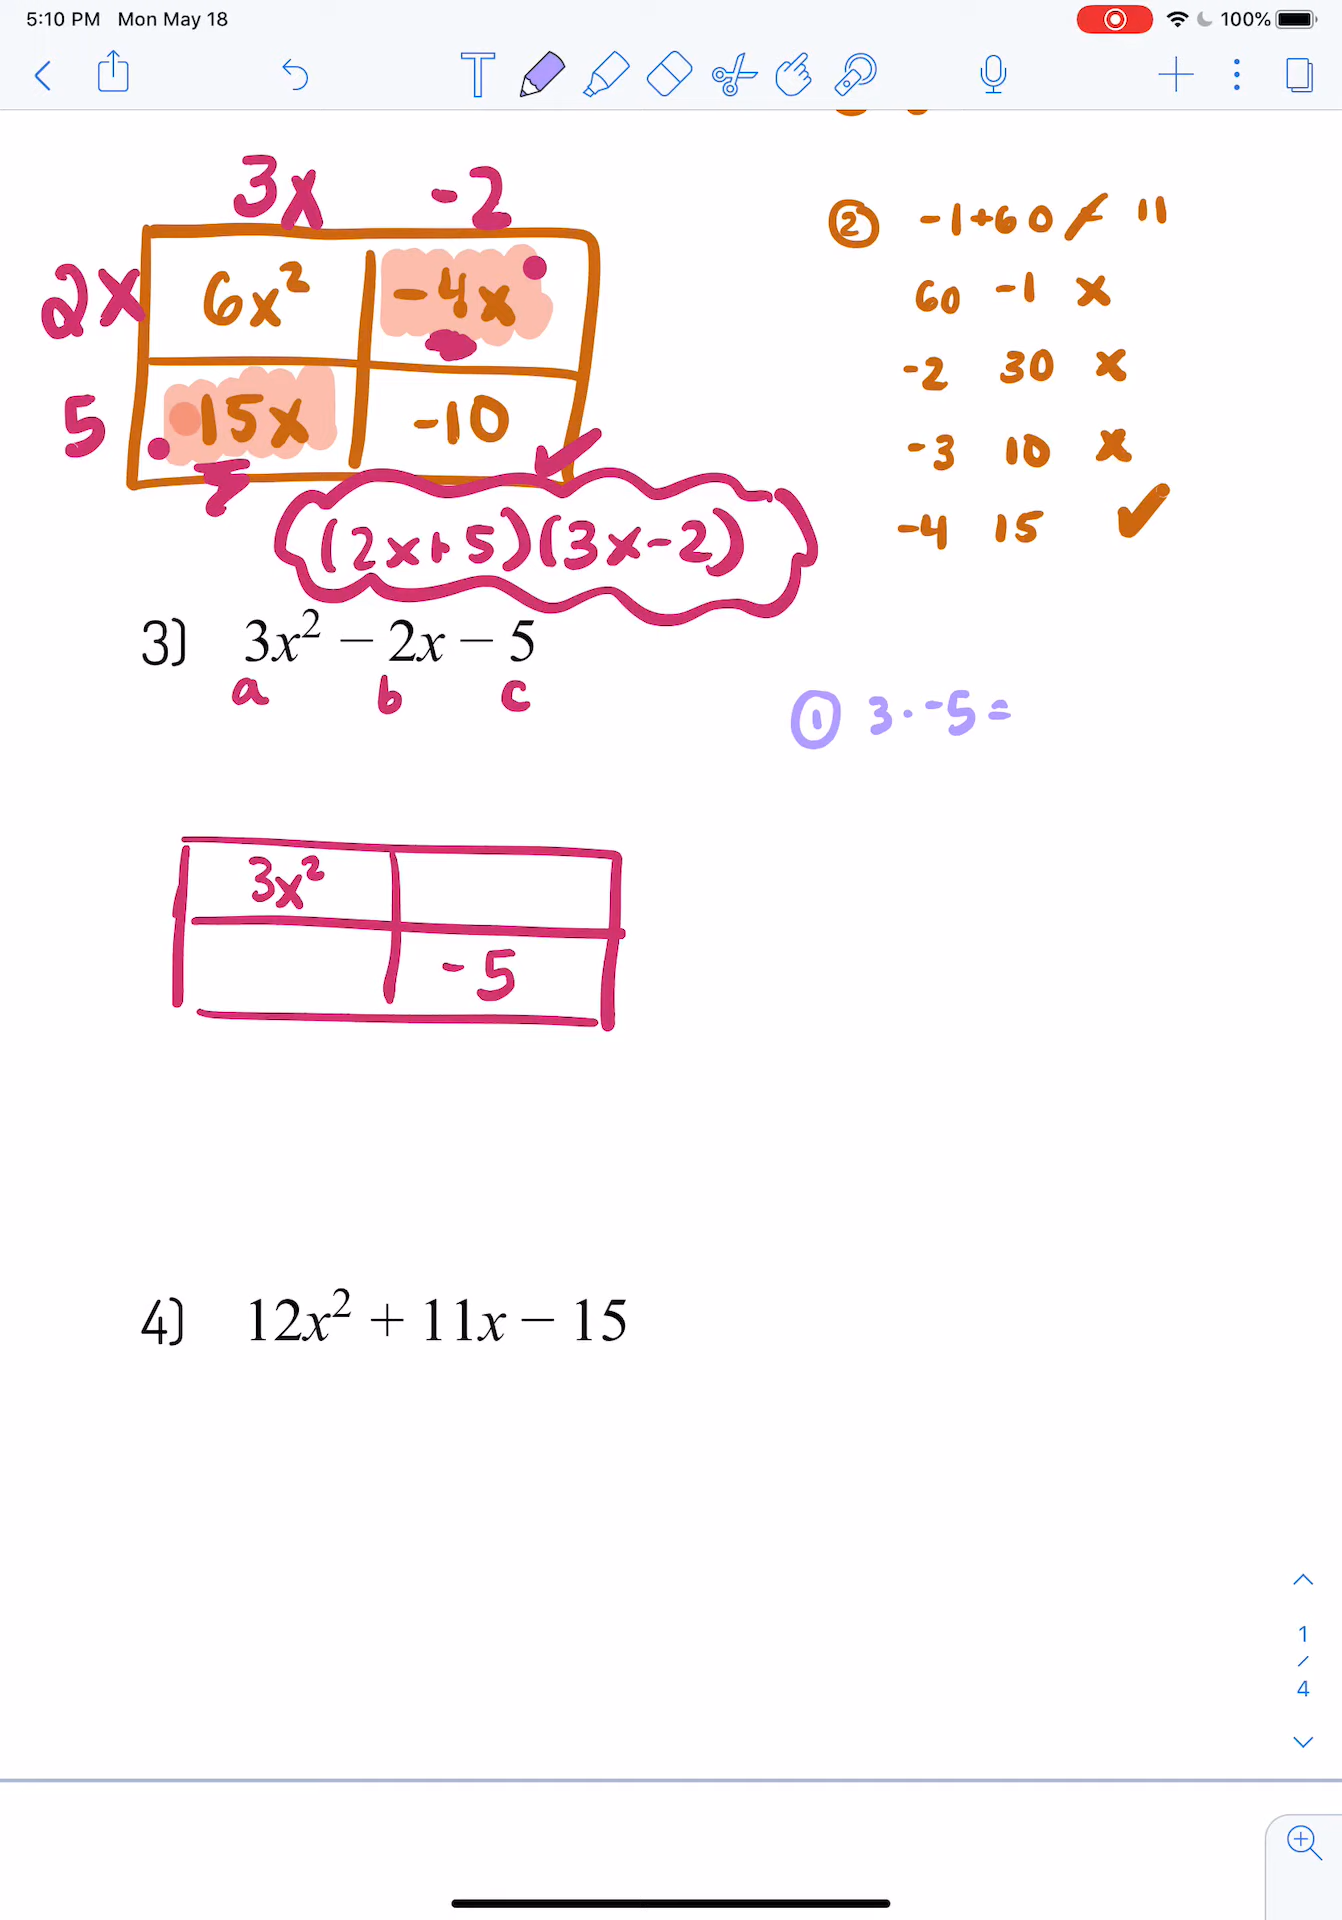 5:10 PM Mon May 18 100%
T
3x -2
2x 6x² -4x
5 15x -10
(2x+5)(3x-2)
② -1+60 ≠ 11
60 -1 x
-2 30 x
-3 10 x
-4 15 ✓
3) 3x² − 2x − 5
a b c
① 3·-5=
3x²
-5
4) 12x² + 11x − 15
1
/
4